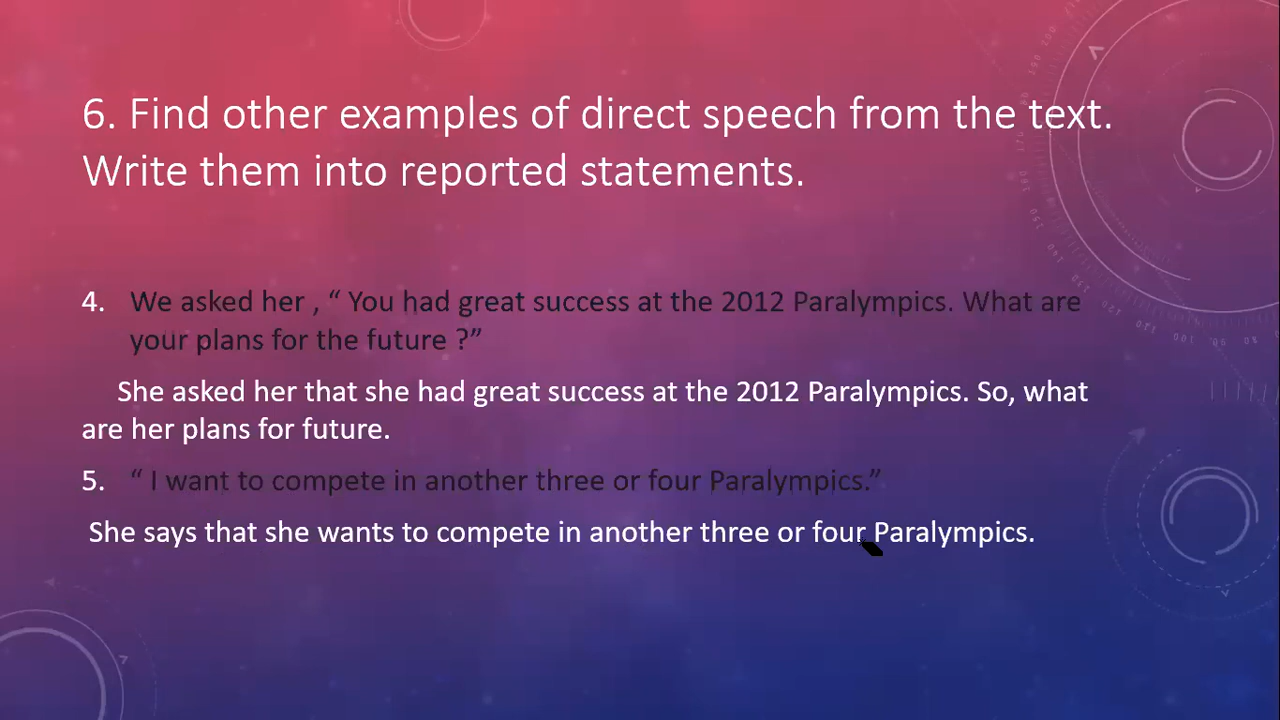 6. Find other examples of direct speech from the text.
Write them into reported statements.
4. We asked her , “ You had great success at the 2012 Paralympics. What are
your plans for the future ?”
She asked her that she had great success at the 2012 Paralympics. So, what
are her plans for future.
5. “ I want to compete in another three or four Paralympics.”
She says that she wants to compete in another three or four Paralympics.